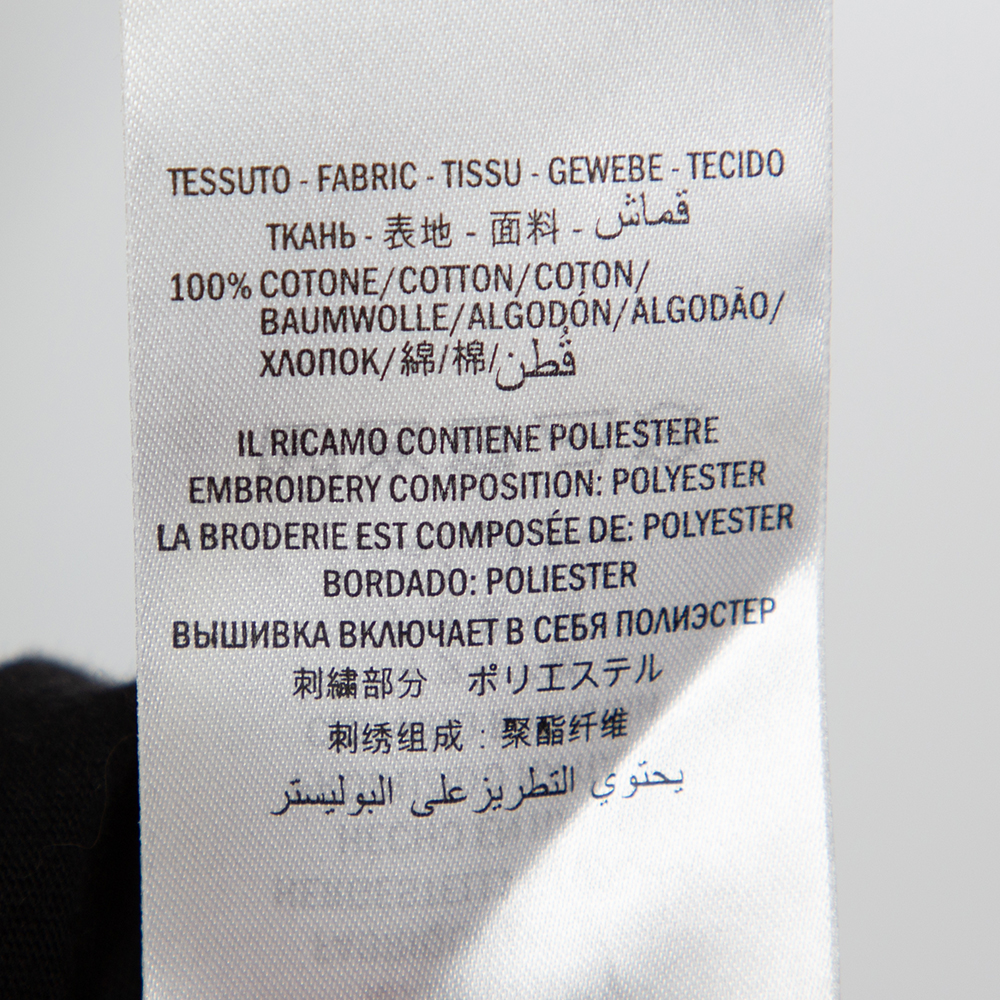 TESSUTO - FABRIC - TISSU - GEWEBE - TECIDO
ТКАНЬ - 表地 - 面料 - قماش
100% COTONE/COTTON/COTON/
BAUMWOLLE/ALGODÓN/ALGODÃO/
ХЛОПОК/綿/棉/قُطن
IL RICAMO CONTIENE POLIESTERE
EMBROIDERY COMPOSITION: POLYESTER
LA BRODERIE EST COMPOSÉE DE: POLYESTER
BORDADO: POLIESTER
ВЫШИВКА ВКЛЮЧАЕТ В СЕБЯ ПОЛИЭСТЕР
刺繍部分　ポリエステル
刺绣组成：聚酯纤维
يحتوي التطريز على البوليستر